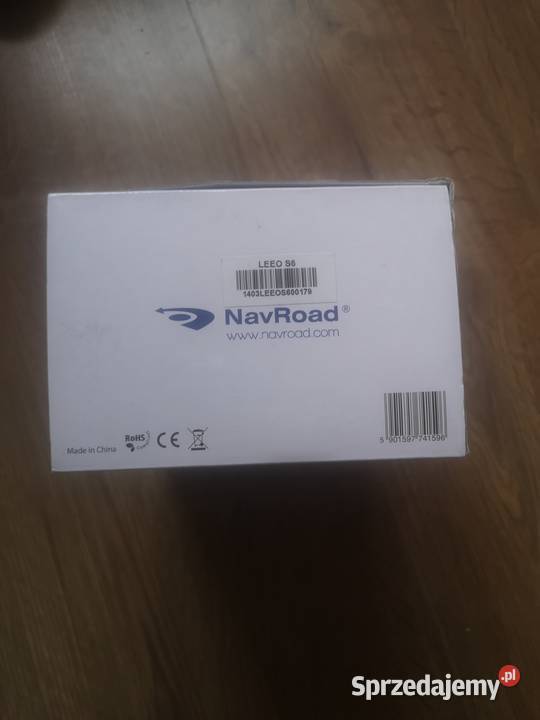 LEEO S6
1403LEEOS600179
NavRoad®
www.navroad.com
Made in China
RoHS
CE
5 901597 741596
Sprzedajemy.pl